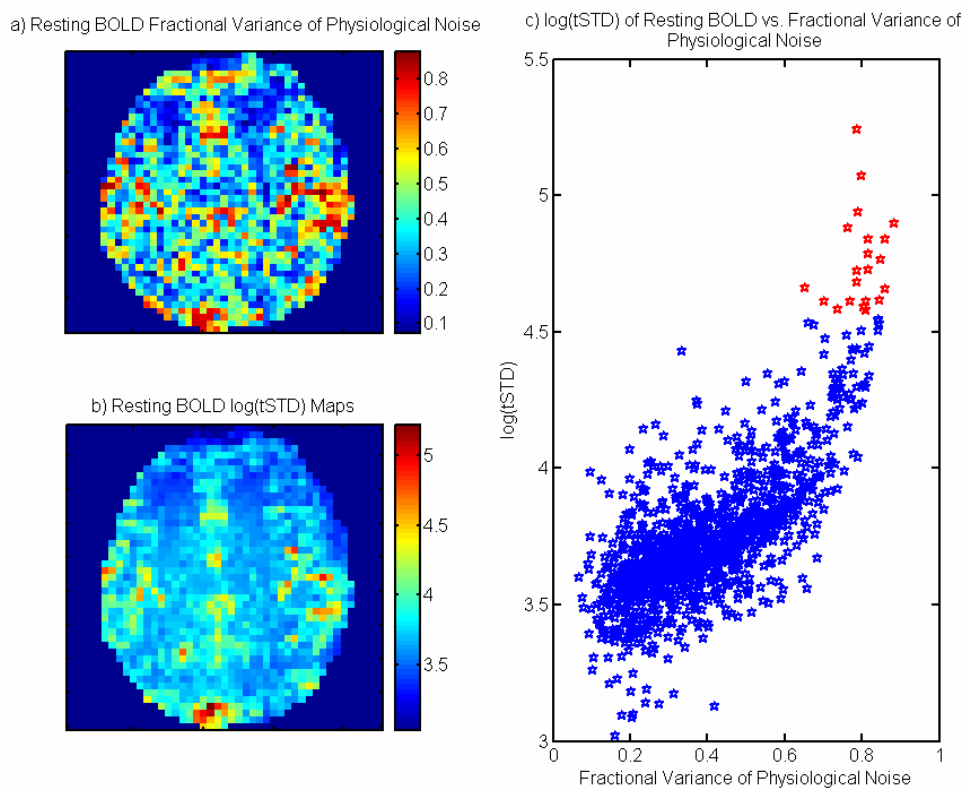 a) Resting BOLD Fractional Variance of Physiological Noise
0.8
0.7
0.6
0.5
0.4
0.3
0.2
0.1
b) Resting BOLD log(tSTD) Maps
5
4.5
4
3.5
c) log(tSTD) of Resting BOLD vs. Fractional Variance of
Physiological Noise
5.5
5
4.5
4
3.5
3
log(tSTD)
0 0.2 0.4 0.6 0.8 1
Fractional Variance of Physiological Noise